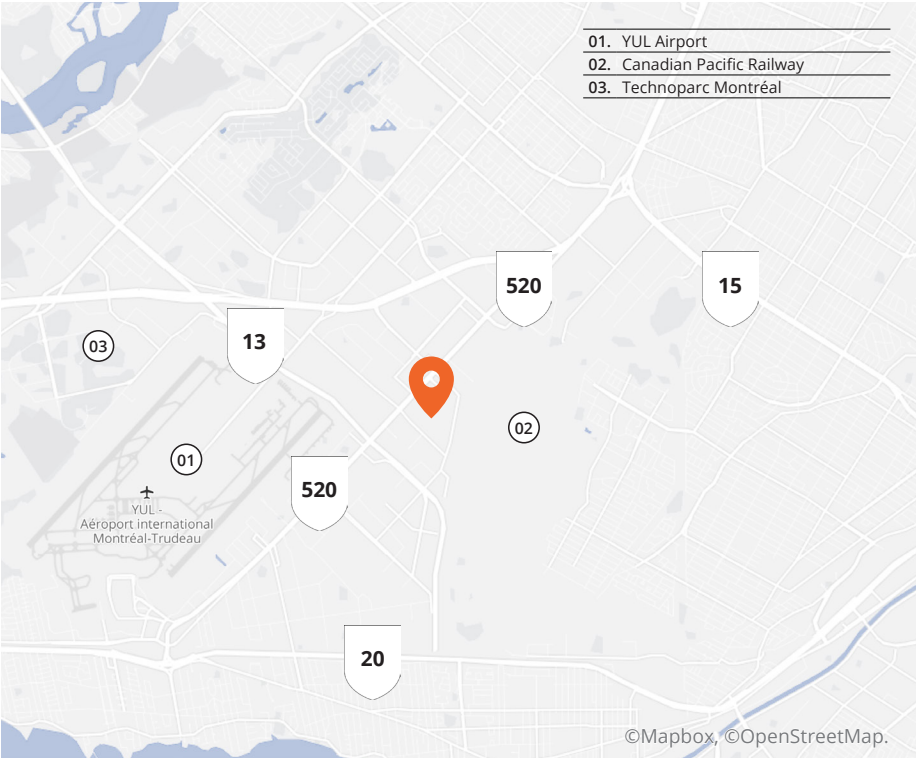 01. YUL Airport
02. Canadian Pacific Railway
03. Technoparc Montréal
520
15
13
03
02
01
520
YUL -
Aéroport international
Montréal-Trudeau
20
©Mapbox, ©OpenStreetMap.